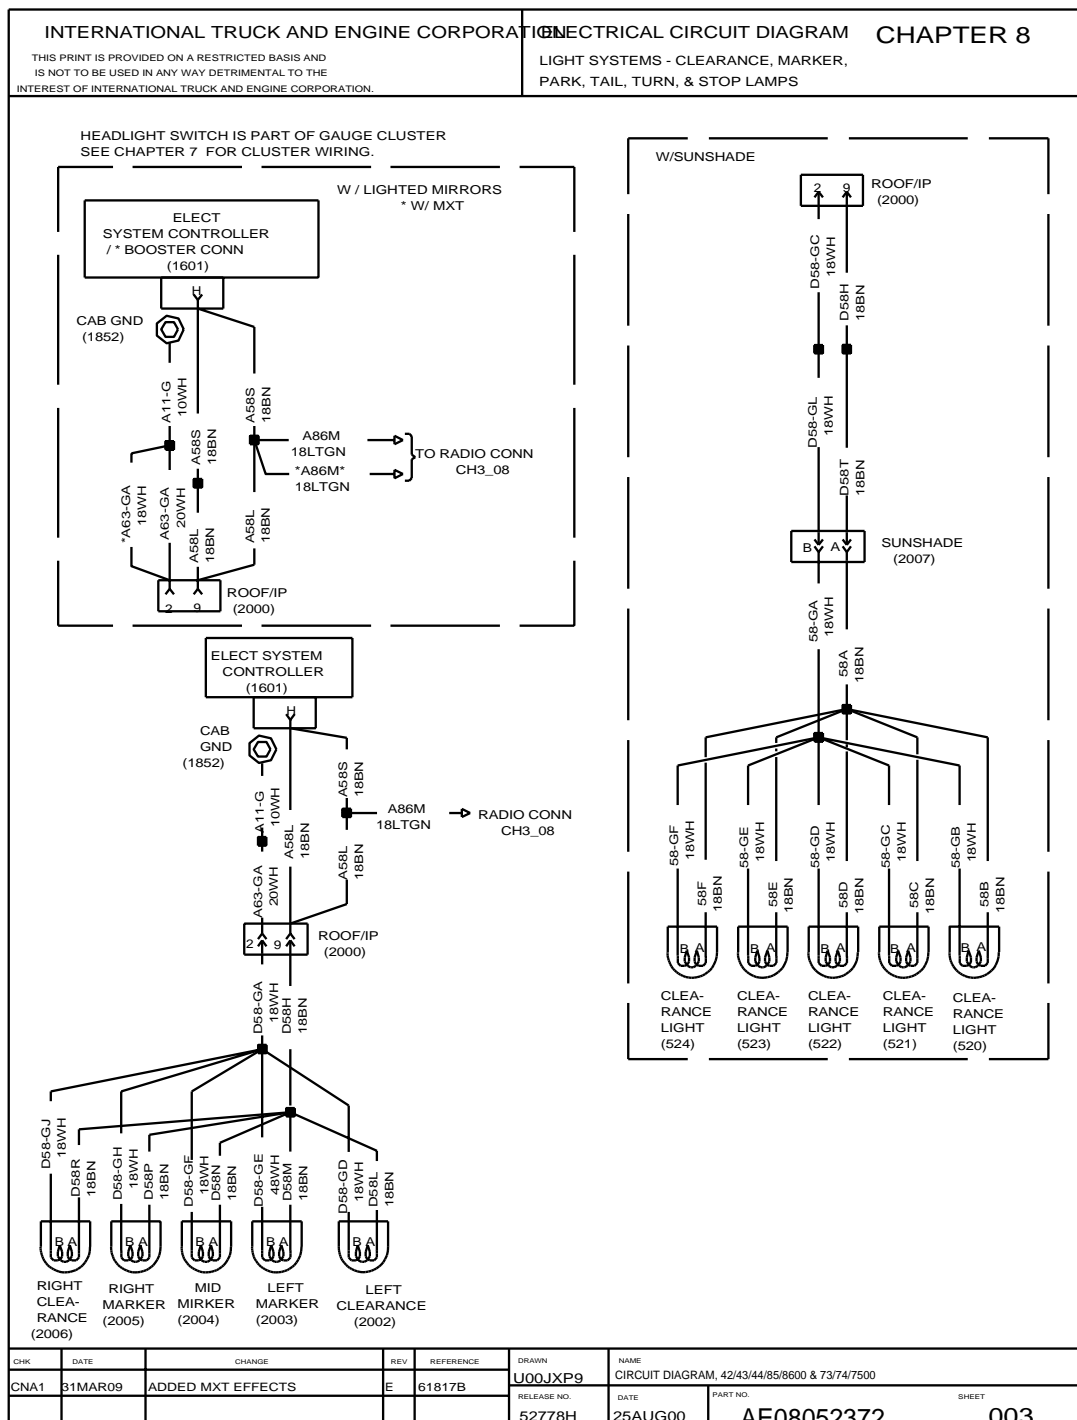 INTERNATIONAL TRUCK AND ENGINE CORPORATION
THIS PRINT IS PROVIDED ON A RESTRICTED BASIS AND
IS NOT TO BE USED IN ANY WAY DETRIMENTAL TO THE
INTEREST OF INTERNATIONAL TRUCK AND ENGINE CORPORATION.
ELECTRICAL CIRCUIT DIAGRAM
CHAPTER 8
LIGHT SYSTEMS - CLEARANCE, MARKER,
PARK, TAIL, TURN, & STOP LAMPS
HEADLIGHT SWITCH IS PART OF GAUGE CLUSTER
SEE CHAPTER 7 FOR CLUSTER WIRING.
W / LIGHTED MIRRORS
* W/ MXT
ELECT
SYSTEM CONTROLLER
/ * BOOSTER CONN
(1601)
H
CAB GND
(1852)
A11-G
10WH
A58S
18BN
A58S
18BN
A86M
18LTGN
*A86M*
18LTGN
TO RADIO CONN
CH3_08
*A63-GA
18WH
A63-GA
20WH
A58L
18BN
A58L
18BN
2 9
ROOF/IP
(2000)
ELECT SYSTEM
CONTROLLER
(1601)
H
CAB
GND
(1852)
A11-G
10WH
A58L
18BN
A58S
18BN
A86M
18LTGN
RADIO CONN
CH3_08
A63-GA
20WH
A58L
18BN
2 9
ROOF/IP
(2000)
D58-GA
18WH
D58H
18BN
D58-GJ
18WH
D58R
18BN
D58-GH
18WH
D58P
18BN
D58-GF
18WH
D58N
18BN
D58-GE
48WH
D58M
18BN
D58-GD
18WH
D58L
18BN
B A
B A
B A
B A
B A
RIGHT
CLEA-
RANCE
(2006)
RIGHT
MARKER
(2005)
MID
MIRKER
(2004)
LEFT
MARKER
(2003)
LEFT
CLEARANCE
(2002)
W/SUNSHADE
2 9
ROOF/IP
(2000)
D58-GC
18WH
D58H
18BN
D58-GL
18WH
D58T
18BN
B A
SUNSHADE
(2007)
58-GA
18WH
58A
18BN
58-GF
18WH
58F
18BN
58-GE
18WH
58E
18BN
58-GD
18WH
58D
18BN
58-GC
18WH
58C
18BN
58-GB
18WH
58B
18BN
B A
B A
B A
B A
B A
CLEA-
RANCE
LIGHT
(524)
CLEA-
RANCE
LIGHT
(523)
CLEA-
RANCE
LIGHT
(522)
CLEA-
RANCE
LIGHT
(521)
CLEA-
RANCE
LIGHT
(520)
CHK DATE CHANGE REV REFERENCE
CNA1 31MAR09 ADDED MXT EFFECTS E 61817B
DRAWN
U00JXP9
NAME
CIRCUIT DIAGRAM, 42/43/44/85/8600 & 73/74/7500
RELEASE NO.
52778H
DATE
25AUG00
PART NO.
AE08052372
SHEET
003